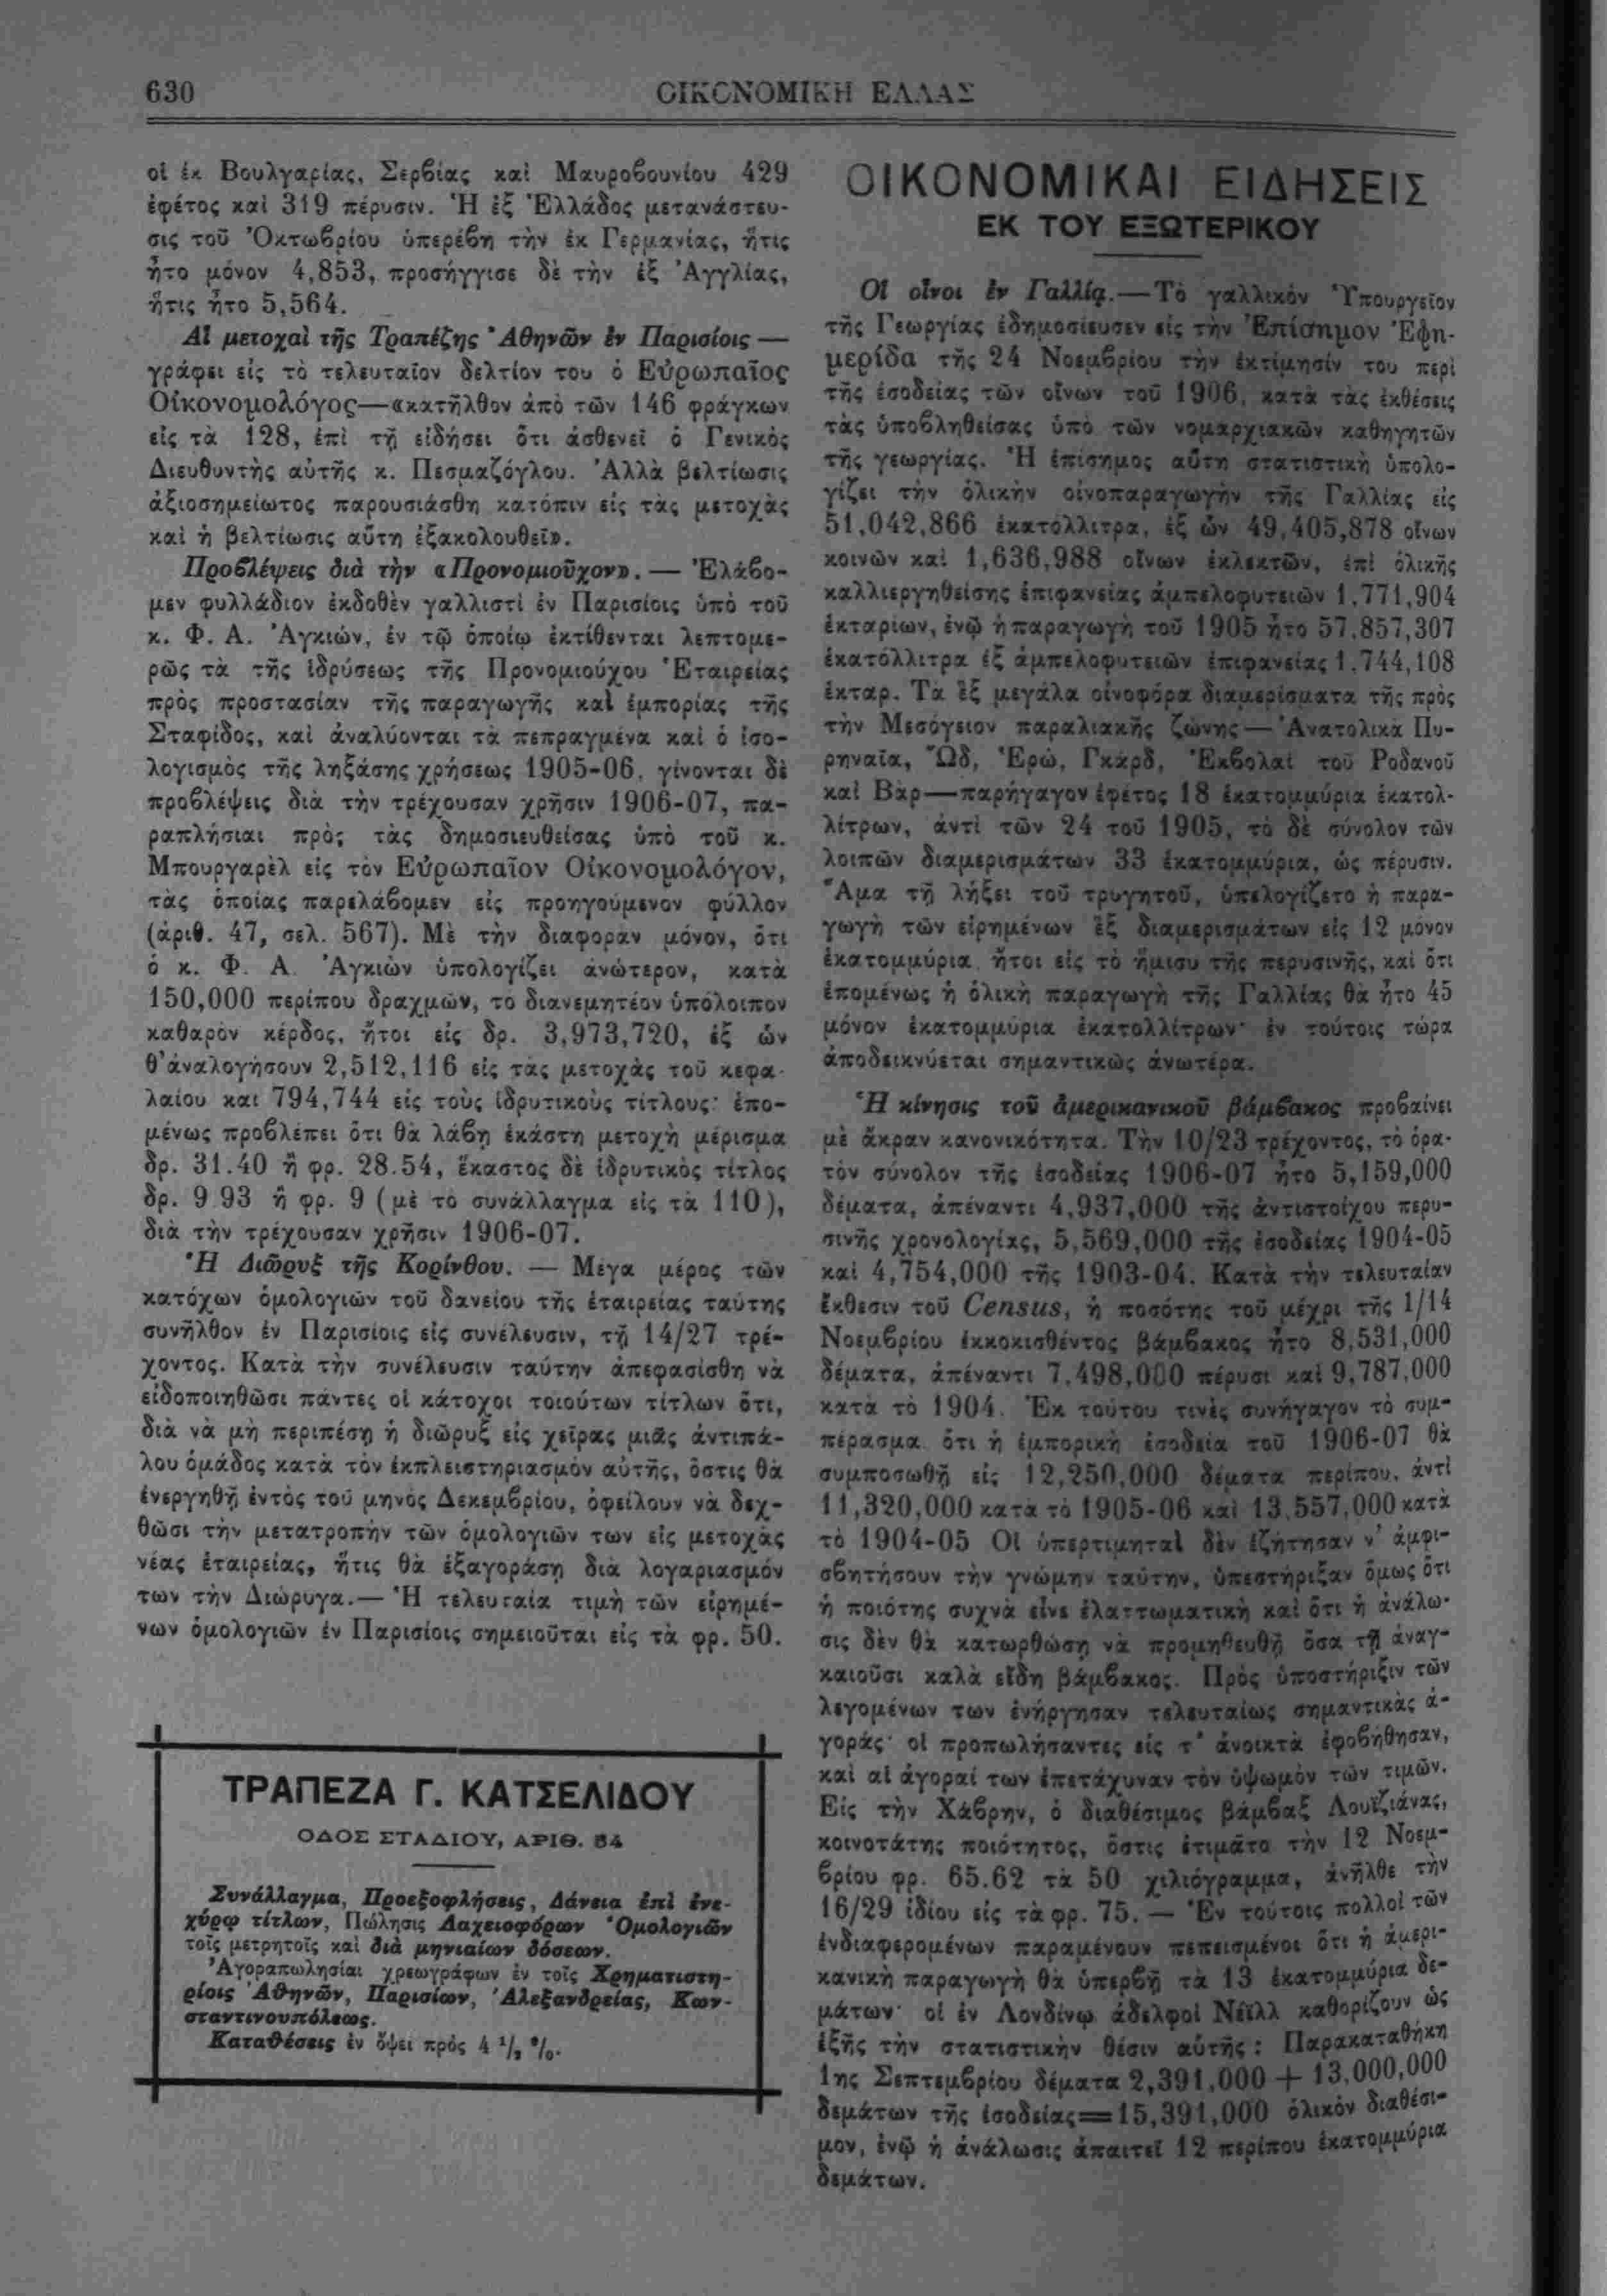 630
ΟΙΚΟΝΟΜΙΚΗ ΕΛΛΑΣ
οἱ ἐκ Βουλγαρίας, Σερβίας καὶ Μαυροβουνίου 429
ἐφέτος καὶ 319 πέρυσιν. Ἡ ἐξ Ἑλλάδος μετανάστευ-
σις τοῦ Ὀκτωβρίου ὑπερέβη τὴν ἐκ Γερμανίας, ἥτις
ἦτο μόνον 4,853, προσήγγισε δὲ τὴν ἐξ Ἀγγλίας,
ἥτις ἦτο 5,564.
Αἱ μετοχαὶ τῆς Τραπέζης Ἀθηνῶν ἐν Παρισίοις —
γράφει εἰς τὸ τελευταῖον δελτίον του ὁ Εὐρωπαῖος
Οἰκονομολόγος—«κατῆλθον ἀπὸ τῶν 146 φράγκων
εἰς τὰ 128, ἐπὶ τῇ εἰδήσει ὅτι ἀσθενεῖ ὁ Γενικὸς
Διευθυντὴς αὐτῆς κ. Πεσμαζόγλου. Ἀλλὰ βελτίωσις
ἀξιοσημείωτος παρουσιάσθη κατόπιν εἰς τὰς μετοχὰς
καὶ ἡ βελτίωσις αὕτη ἐξακολουθεῖ».
Προβλέψεις διὰ τὴν «Προνομιοῦχον». — Ἐλάβο-
μεν φυλλάδιον ἐκδοθὲν γαλλιστὶ ἐν Παρισίοις ὑπὸ τοῦ
κ. Φ. Α. Ἀγκιών, ἐν τῷ ὁποίῳ ἐκτίθενται λεπτομε-
ρῶς τὰ τῆς ἱδρύσεως τῆς Προνομιούχου Ἑταιρείας
πρὸς προστασίαν τῆς παραγωγῆς καὶ ἐμπορίας τῆς
Σταφίδος, καὶ ἀναλύονται τὰ πεπραγμένα καὶ ὁ ἰσο-
λογισμὸς τῆς ληξάσης χρήσεως 1905-06, γίνονται δὲ
προβλέψεις διὰ τὴν τρέχουσαν χρῆσιν 1906-07, πα-
ραπλήσιαι πρὸς τὰς δημοσιευθείσας ὑπὸ τοῦ κ.
Μπουργαρὲλ εἰς τὸν Εὐρωπαῖον Οἰκονομολόγον,
τὰς ὁποίας παρελάβομεν εἰς προηγούμενον φύλλον
(ἀριθ. 47, σελ. 567). Μὲ τὴν διαφορὰν μόνον, ὅτι
ὁ κ. Φ. Α. Ἀγκιὼν ὑπολογίζει ἀνώτερον, κατὰ
150,000 περίπου δραχμῶν, τὸ διανεμητέον ὑπόλοιπον
καθαρὸν κέρδος, ἤτοι εἰς δρ. 3,973,720, ἐξ ὧν
θ' ἀναλογήσουν 2,512,116 εἰς τὰς μετοχὰς τοῦ κεφα-
λαίου καὶ 794,744 εἰς τοὺς ἱδρυτικοὺς τίτλους· ἑπο-
μένως προβλέπει ὅτι θὰ λάβῃ ἑκάστη μετοχὴ μέρισμα
δρ. 31.40 ἢ φρ. 28.54, ἕκαστος δὲ ἱδρυτικὸς τίτλος
δρ. 9 93 ἢ φρ. 9 (μὲ τὸ συνάλλαγμα εἰς τὰ 110),
διὰ τὴν τρέχουσαν χρῆσιν 1906-07.
Ἡ Διῶρυξ τῆς Κορίνθου. — Μέγα μέρος τῶν
κατόχων ὁμολογιῶν τοῦ δανείου τῆς ἑταιρείας ταύτης
συνῆλθον ἐν Παρισίοις εἰς συνέλευσιν, τῇ 14/27 τρέ-
χοντος. Κατὰ τὴν συνέλευσιν ταύτην ἀπεφασίσθη νὰ
εἰδοποιηθῶσι πάντες οἱ κάτοχοι τοιούτων τίτλων ὅτι,
διὰ νὰ μὴ περιπέσῃ ἡ διῶρυξ εἰς χεῖρας μιᾶς ἀντιπά-
λου ὁμάδος κατὰ τὸν ἐκπλειστηριασμὸν αὐτῆς, ὅστις θὰ
ἐνεργηθῇ ἐντὸς τοῦ μηνὸς Δεκεμβρίου, ὀφείλουν νὰ δεχ-
θῶσι τὴν μετατροπὴν τῶν ὁμολογιῶν των εἰς μετοχὰς
νέας ἑταιρείας, ἥτις θὰ ἐξαγοράσῃ διὰ λογαριασμόν
των τὴν Διώρυγα.— Ἡ τελευταία τιμὴ τῶν εἰρημέ-
νων ὁμολογιῶν ἐν Παρισίοις σημειοῦται εἰς τὰ φρ. 50.
ΤΡΑΠΕΖΑ Γ. ΚΑΤΣΕΛΙΔΟΥ
ΟΔΟΣ ΣΤΑΔΙΟΥ, ΑΡΙΘ. 54
Συνάλλαγμα, Προεξοφλήσεις, Δάνεια ἐπὶ ἐνε-
χύρῳ τίτλων, Πώλησις Λαχειοφόρων Ὁμολογιῶν
τοῖς μετρητοῖς καὶ διὰ μηνιαίων δόσεων.
Ἀγοραπωλησίαι χρεωγράφων ἐν τοῖς Χρηματιστη-
ρίοις Ἀθηνῶν, Παρισίων, Ἀλεξανδρείας, Κων-
σταντινουπόλεως.
Καταθέσεις ἐν ὄψει πρὸς 4 ½ %.
ΟΙΚΟΝΟΜΙΚΑΙ ΕΙΔΗΣΕΙΣ
ΕΚ ΤΟΥ ΕΞΩΤΕΡΙΚΟΥ
Οἱ οἶνοι ἐν Γαλλίᾳ.—Τὸ γαλλικὸν Ὑπουργεῖον
τῆς Γεωργίας ἐδημοσίευσεν εἰς τὴν Ἐπίσημον Ἐφη-
μερίδα τῆς 24 Νοεμβρίου τὴν ἐκτίμησίν του περὶ
τῆς ἐσοδείας τῶν οἴνων τοῦ 1906, κατὰ τὰς ἐκθέσεις
τὰς ὑποβληθείσας ὑπὸ τῶν νομαρχιακῶν καθηγητῶν
τῆς γεωργίας. Ἡ ἐπίσημος αὕτη στατιστικὴ ὑπολο-
γίζει τὴν ὁλικὴν οἰνοπαραγωγὴν τῆς Γαλλίας εἰς
51,042,866 ἑκατόλλιτρα, ἐξ ὧν 49,405,878 οἴνων
κοινῶν καὶ 1,636,988 οἴνων ἐκλεκτῶν, ἐπὶ ὁλικῆς
καλλιεργηθείσης ἐπιφανείας ἀμπελοφυτειῶν 1,771,904
ἑκταρίων, ἐνῷ ἡ παραγωγὴ τοῦ 1905 ἦτο 57,857,307
ἑκατόλλιτρα ἐξ ἀμπελοφυτειῶν ἐπιφανείας 1,744,108
ἑκταρ. Τὰ ἓξ μεγάλα οἰνοφόρα διαμερίσματα τῆς πρὸς
τὴν Μεσόγειον παραλιακῆς ζώνης — Ἀνατολικὰ Πυ-
ρηναῖα, Ὢδ, Ἐρώ, Γκάρδ, Ἐκβολαὶ τοῦ Ροδανοῦ
καὶ Βὰρ—παρήγαγον ἐφέτος 18 ἑκατομμύρια ἑκατολ-
λίτρων, ἀντὶ τῶν 24 τοῦ 1905, τὸ δὲ σύνολον τῶν
λοιπῶν διαμερισμάτων 33 ἑκατομμύρια, ὡς πέρυσιν.
Ἅμα τῇ λήξει τοῦ τρυγητοῦ, ὑπελογίζετο ἡ παρα-
γωγὴ τῶν εἰρημένων ἓξ διαμερισμάτων εἰς 12 μόνον
ἑκατομμύρια, ἤτοι εἰς τὸ ἥμισυ τῆς περυσινῆς, καὶ ὅτι
ἑπομένως ἡ ὁλικὴ παραγωγὴ τῆς Γαλλίας θὰ ἦτο 45
μόνον ἑκατομμύρια ἑκατολλίτρων· ἐν τούτοις τώρα
ἀποδεικνύεται σημαντικῶς ἀνωτέρα.
Ἡ κίνησις τοῦ ἀμερικανικοῦ βάμβακος προβαίνει
μὲ ἄκραν κανονικότητα. Τὴν 10/23 τρέχοντος, τὸ ὁρα-
τὸν σύνολον τῆς ἐσοδείας 1906-07 ἦτο 5,159,000
δέματα, ἀπέναντι 4,937,000 τῆς ἀντιστοίχου περυ-
σινῆς χρονολογίας, 5,569,000 τῆς ἐσοδείας 1904-05
καὶ 4,754,000 τῆς 1903-04. Κατὰ τὴν τελευταίαν
ἔκθεσιν τοῦ Census, ἡ ποσότης τοῦ μέχρι τῆς 1/14
Νοεμβρίου ἐκκοκισθέντος βάμβακος ἦτο 8,531,000
δέματα, ἀπέναντι 7,498,000 πέρυσι καὶ 9,787,000
κατὰ τὸ 1904. Ἐκ τούτου τινὲς συνήγαγον τὸ συμ-
πέρασμα ὅτι ἡ ἐμπορικὴ ἐσοδεία τοῦ 1906-07 θὰ
συμποσωθῇ εἰς 12,250,000 δέματα περίπου, ἀντὶ
11,320,000 κατὰ τὸ 1905-06 καὶ 13,557,000 κατὰ
τὸ 1904-05 Οἱ ὑπερτιμηταὶ δὲν ἐζήτησαν ν' ἀμφι-
σβητήσουν τὴν γνώμην ταύτην, ὑπεστήριξαν ὅμως ὅτι
ἡ ποιότης συχνὰ εἶνε ἐλαττωματικὴ καὶ ὅτι ἡ ἀνάλω-
σις δὲν θὰ κατωρθώσῃ νὰ προμηθευθῇ ὅσα τῇ ἀναγ-
καιοῦσι καλὰ εἴδη βάμβακος. Πρὸς ὑποστήριξιν τῶν
λεγομένων των ἐνήργησαν τελευταίως σημαντικὰς ἀ-
γοράς· οἱ προπωλήσαντες εἰς τ' ἀνοικτὰ ἐφοβήθησαν,
καὶ αἱ ἀγοραί των ἐπετάχυναν τὸν ὑψωμὸν τῶν τιμῶν.
Εἰς τὴν Χάβρην, ὁ διαθέσιμος βάμβαξ Λουϊζιάνας,
κοινοτάτης ποιότητος, ὅστις ἐτιμᾶτο τὴν 12 Νοεμ-
βρίου φρ. 65.62 τὰ 50 χιλιόγραμμα, ἀνῆλθε τὴν
16/29 ἰδίου εἰς τὰ φρ. 75. — Ἐν τούτοις πολλοὶ τῶν
ἐνδιαφερομένων παραμένουν πεπεισμένοι ὅτι ἡ ἀμερι-
κανικὴ παραγωγὴ θὰ ὑπερβῇ τὰ 13 ἑκατομμύρια δε-
μάτων· οἱ ἐν Λονδίνῳ ἀδελφοὶ Νέϊλλ καθορίζουν ὡς
ἑξῆς τὴν στατιστικὴν θέσιν αὐτῆς : Παρακαταθήκη
1ης Σεπτεμβρίου δέματα 2,391,000 + 13,000,000
δεμάτων τῆς ἐσοδείας=15,391,000 ὁλικὸν διαθέσι-
μον, ἐνῷ ἡ ἀνάλωσις ἀπαιτεῖ 12 περίπου ἑκατομμύρια
δεμάτων.